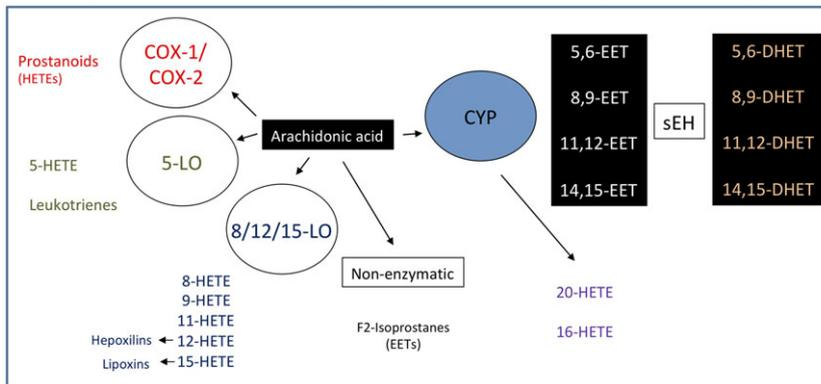 Prostanoids
(HETEs)
COX-1/
COX-2
5-HETE
Leukotrienes
5-LO
Arachidonic acid
8/12/15-LO
8-HETE
9-HETE
11-HETE
Hepoxilins 12-HETE
Lipoxins 15-HETE
Non-enzymatic
F2-Isoprostanes
(EETs)
CYP
20-HETE
16-HETE
5,6-EET
8,9-EET
11,12-EET
14,15-EET
sEH
5,6-DHET
8,9-DHET
11,12-DHET
14,15-DHET